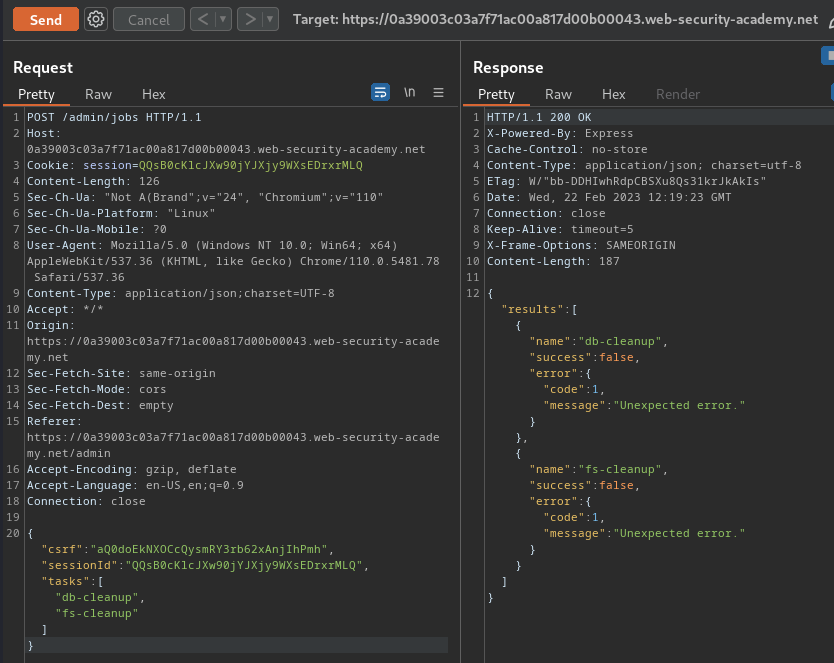 Send Cancel < > Target: https://0a39003c03a7f71ac00a817d00b00043.web-security-academy.net
Request
Pretty Raw Hex \n
1 POST /admin/jobs HTTP/1.1
2 Host:
0a39003c03a7f71ac00a817d00b00043.web-security-academy.net
3 Cookie: session=QQsB0cKlcJXw90jYJXjy9WXsEDrxrMLQ
4 Content-Length: 126
5 Sec-Ch-Ua: "Not A(Brand";v="24", "Chromium";v="110"
6 Sec-Ch-Ua-Platform: "Linux"
7 Sec-Ch-Ua-Mobile: ?0
8 User-Agent: Mozilla/5.0 (Windows NT 10.0; Win64; x64)
AppleWebKit/537.36 (KHTML, like Gecko) Chrome/110.0.5481.78
Safari/537.36
9 Content-Type: application/json;charset=UTF-8
10 Accept: */*
11 Origin:
https://0a39003c03a7f71ac00a817d00b00043.web-security-acade
my.net
12 Sec-Fetch-Site: same-origin
13 Sec-Fetch-Mode: cors
14 Sec-Fetch-Dest: empty
15 Referer:
https://0a39003c03a7f71ac00a817d00b00043.web-security-acade
my.net/admin
16 Accept-Encoding: gzip, deflate
17 Accept-Language: en-US,en;q=0.9
18 Connection: close
19
20 {
"csrf":"aQ0doEkNXOCcQysmRY3rb62xAnjIhPmh",
"sessionId":"QQsB0cKlcJXw90jYJXjy9WXsEDrxrMLQ",
"tasks":[
"db-cleanup",
"fs-cleanup"
]
}
Response
Pretty Raw Hex Render
1 HTTP/1.1 200 OK
2 X-Powered-By: Express
3 Cache-Control: no-store
4 Content-Type: application/json; charset=utf-8
5 ETag: W/"bb-DDHIwhRdpCBSXu8Qs31krJkAkIs"
6 Date: Wed, 22 Feb 2023 12:19:23 GMT
7 Connection: close
8 Keep-Alive: timeout=5
9 X-Frame-Options: SAMEORIGIN
10 Content-Length: 187
11
12 {
"results":[
{
"name":"db-cleanup",
"success":false,
"error":{
"code":1,
"message":"Unexpected error."
}
},
{
"name":"fs-cleanup",
"success":false,
"error":{
"code":1,
"message":"Unexpected error."
}
}
]
}